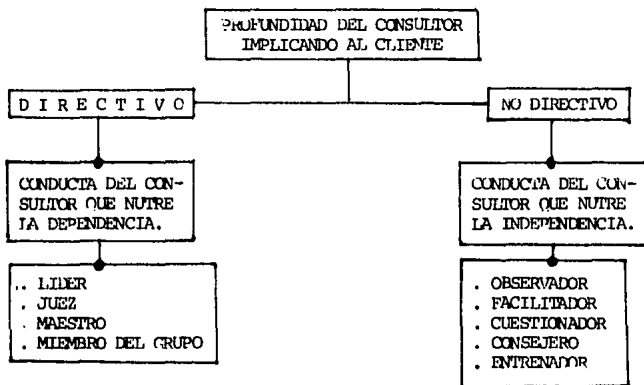 PROFUNDIDAD DEL CONSULTOR
IMPLICANDO AL CLIENTE
D I R E C T I V O
NO DIRECTIVO
CONDUCTA DEL CON-
SULTOR QUE NUTRE
LA DEPENDENCIA.
CONDUCTA DEL CON-
SULTOR QUE NUTRE
LA INDEPENDENCIA.
. LIDER
. JUEZ
. MAESTRO
. MIEMBRO DEL GRUPO
. OBSERVADOR
. FACILITADOR
. CUESTIONADOR
. CONSEJERO
. ENTRENADOR